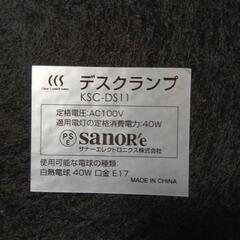 デスクランプ
KSC-DS11
定格電圧:AC100V
適用電灯の定格消費電力:40W
PSE
SANOR'e
サナーエレクトロニクス株式会社
使用可能な電球の種類:
白熱電球 40W 口金 E17
MADE IN CHINA